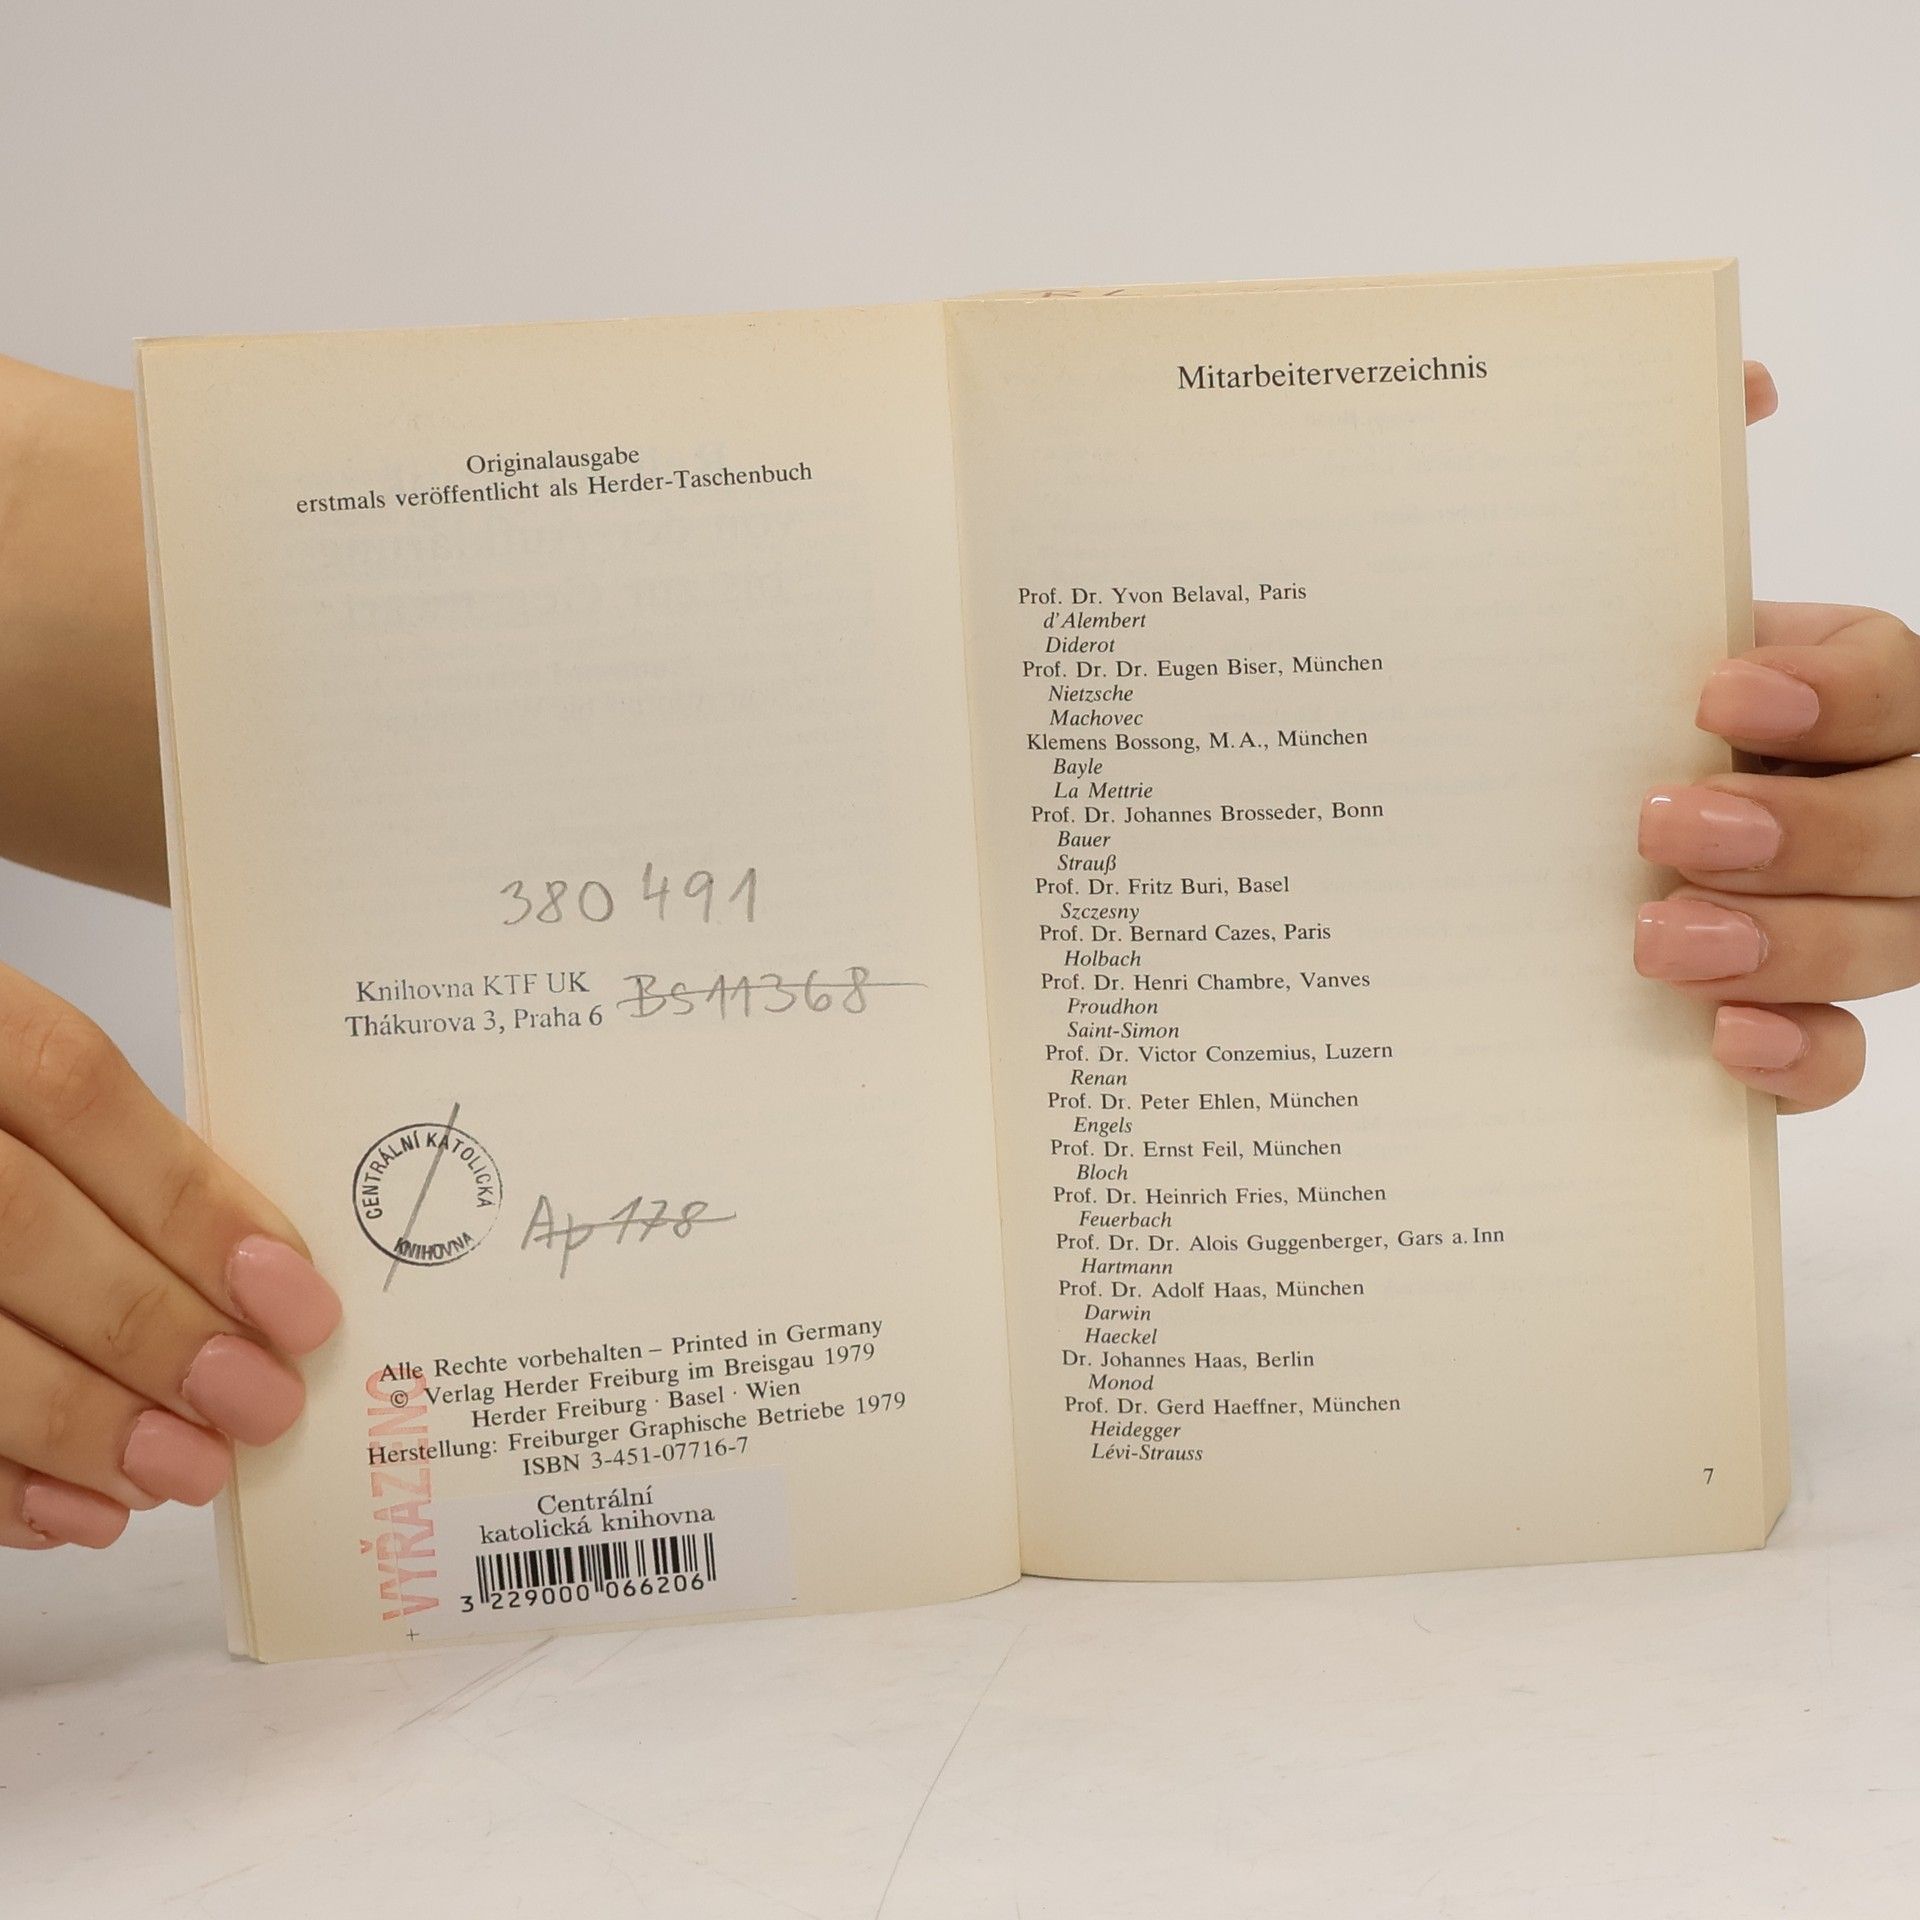 Originalausgabe
erstmals veröffentlicht als Herder-Taschenbuch
380 491
Knihovna KTF UK
Thákurova 3, Praha 6
Bs 11368
CENTRÁLNÍ KATOLICKÁ
KNIHOVNA
Ap 178
Alle Rechte vorbehalten – Printed in Germany
© Verlag Herder Freiburg im Breisgau 1979
Herder Freiburg · Basel · Wien
Herstellung: Freiburger Graphische Betriebe 1979
ISBN 3-451-07716-7
VYŘAZENO
Centrální
katolická knihovna
3 229000 066206
Mitarbeiterverzeichnis
Prof. Dr. Yvon Belaval, Paris
d'Alembert
Diderot
Prof. Dr. Dr. Eugen Biser, München
Nietzsche
Machovec
Klemens Bossong, M. A., München
Bayle
La Mettrie
Prof. Dr. Johannes Brosseder, Bonn
Bauer
Strauß
Prof. Dr. Fritz Buri, Basel
Szczesny
Prof. Dr. Bernard Cazes, Paris
Holbach
Prof. Dr. Henri Chambre, Vanves
Proudhon
Saint-Simon
Prof. Dr. Victor Conzemius, Luzern
Renan
Prof. Dr. Peter Ehlen, München
Engels
Prof. Dr. Ernst Feil, München
Bloch
Prof. Dr. Heinrich Fries, München
Feuerbach
Prof. Dr. Dr. Alois Guggenberger, Gars a. Inn
Hartmann
Prof. Dr. Adolf Haas, München
Darwin
Haeckel
Dr. Johannes Haas, Berlin
Monod
Prof. Dr. Gerd Haeffner, München
Heidegger
Lévi-Strauss
7